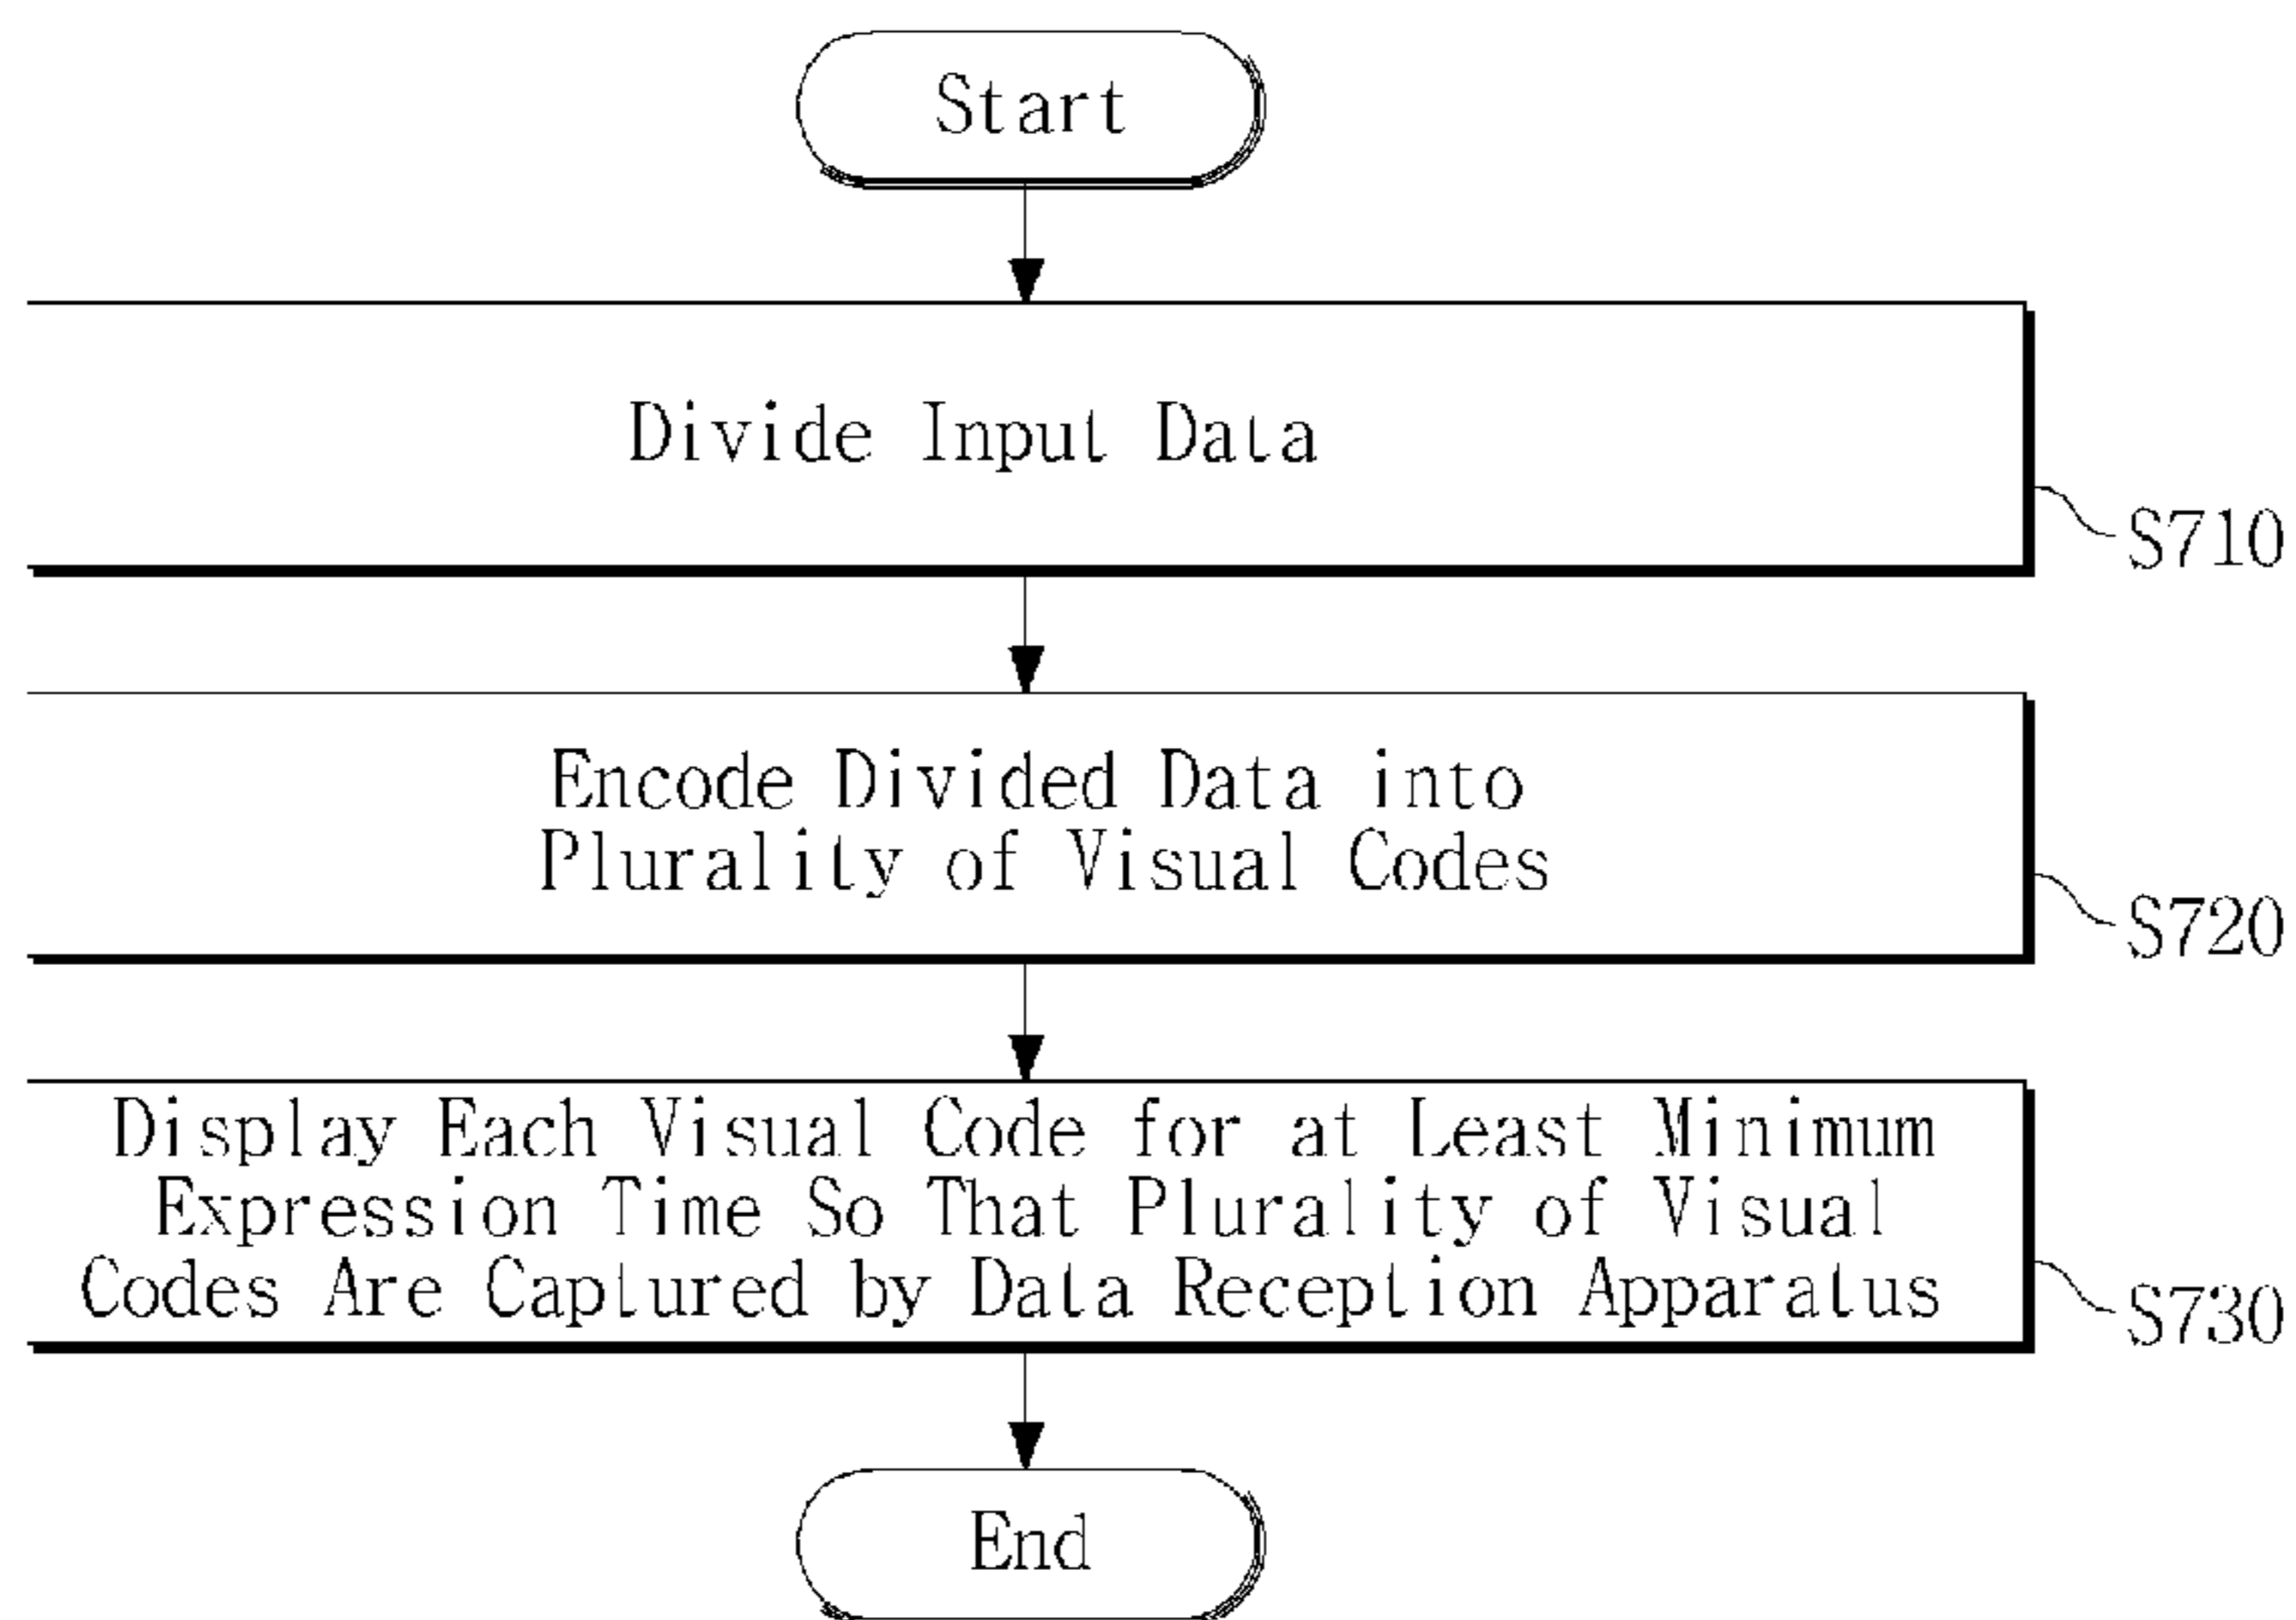 Start
Divide Input Data
S710
Encode Divided Data into
Plurality of Visual Codes
S720
Display Each Visual Code for at Least Minimum
Expression Time So That Plurality of Visual
Codes Are Captured by Data Reception Apparatus
S730
End